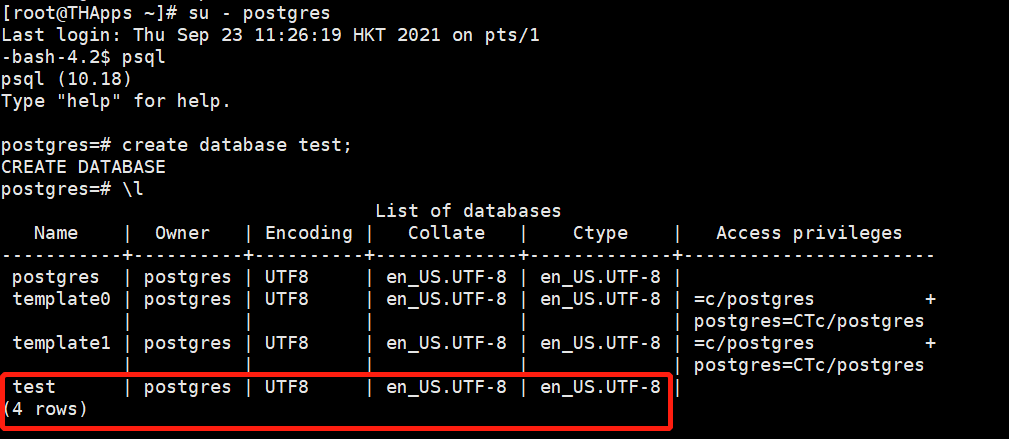 [root@THApps ~]# su - postgres
Last login: Thu Sep 23 11:26:19 HKT 2021 on pts/1
-bash-4.2$ psql
psql (10.18)
Type "help" for help.

postgres=# create database test;
CREATE DATABASE
postgres=# \l
                                  List of databases
   Name    |  Owner   | Encoding |   Collate   |    Ctype    |   Access privileges
-----------+----------+----------+-------------+-------------+-----------------------
 postgres  | postgres | UTF8     | en_US.UTF-8 | en_US.UTF-8 |
 template0 | postgres | UTF8     | en_US.UTF-8 | en_US.UTF-8 | =c/postgres          +
           |          |          |             |             | postgres=CTc/postgres
 template1 | postgres | UTF8     | en_US.UTF-8 | en_US.UTF-8 | =c/postgres          +
           |          |          |             |             | postgres=CTc/postgres
 test      | postgres | UTF8     | en_US.UTF-8 | en_US.UTF-8 |
(4 rows)